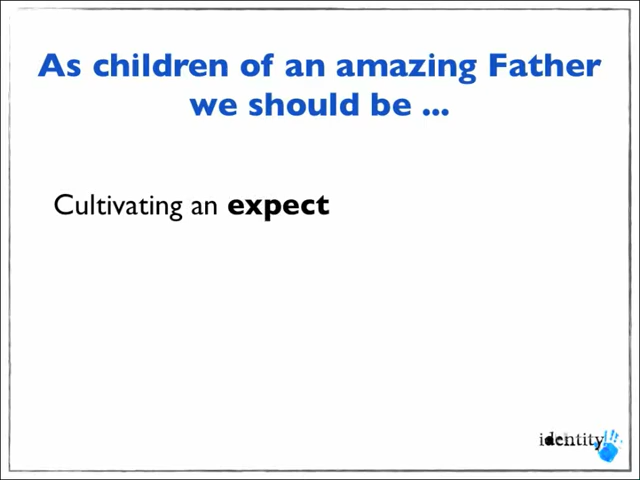 As children of an amazing Father
we should be ...
Cultivating an expect
identity